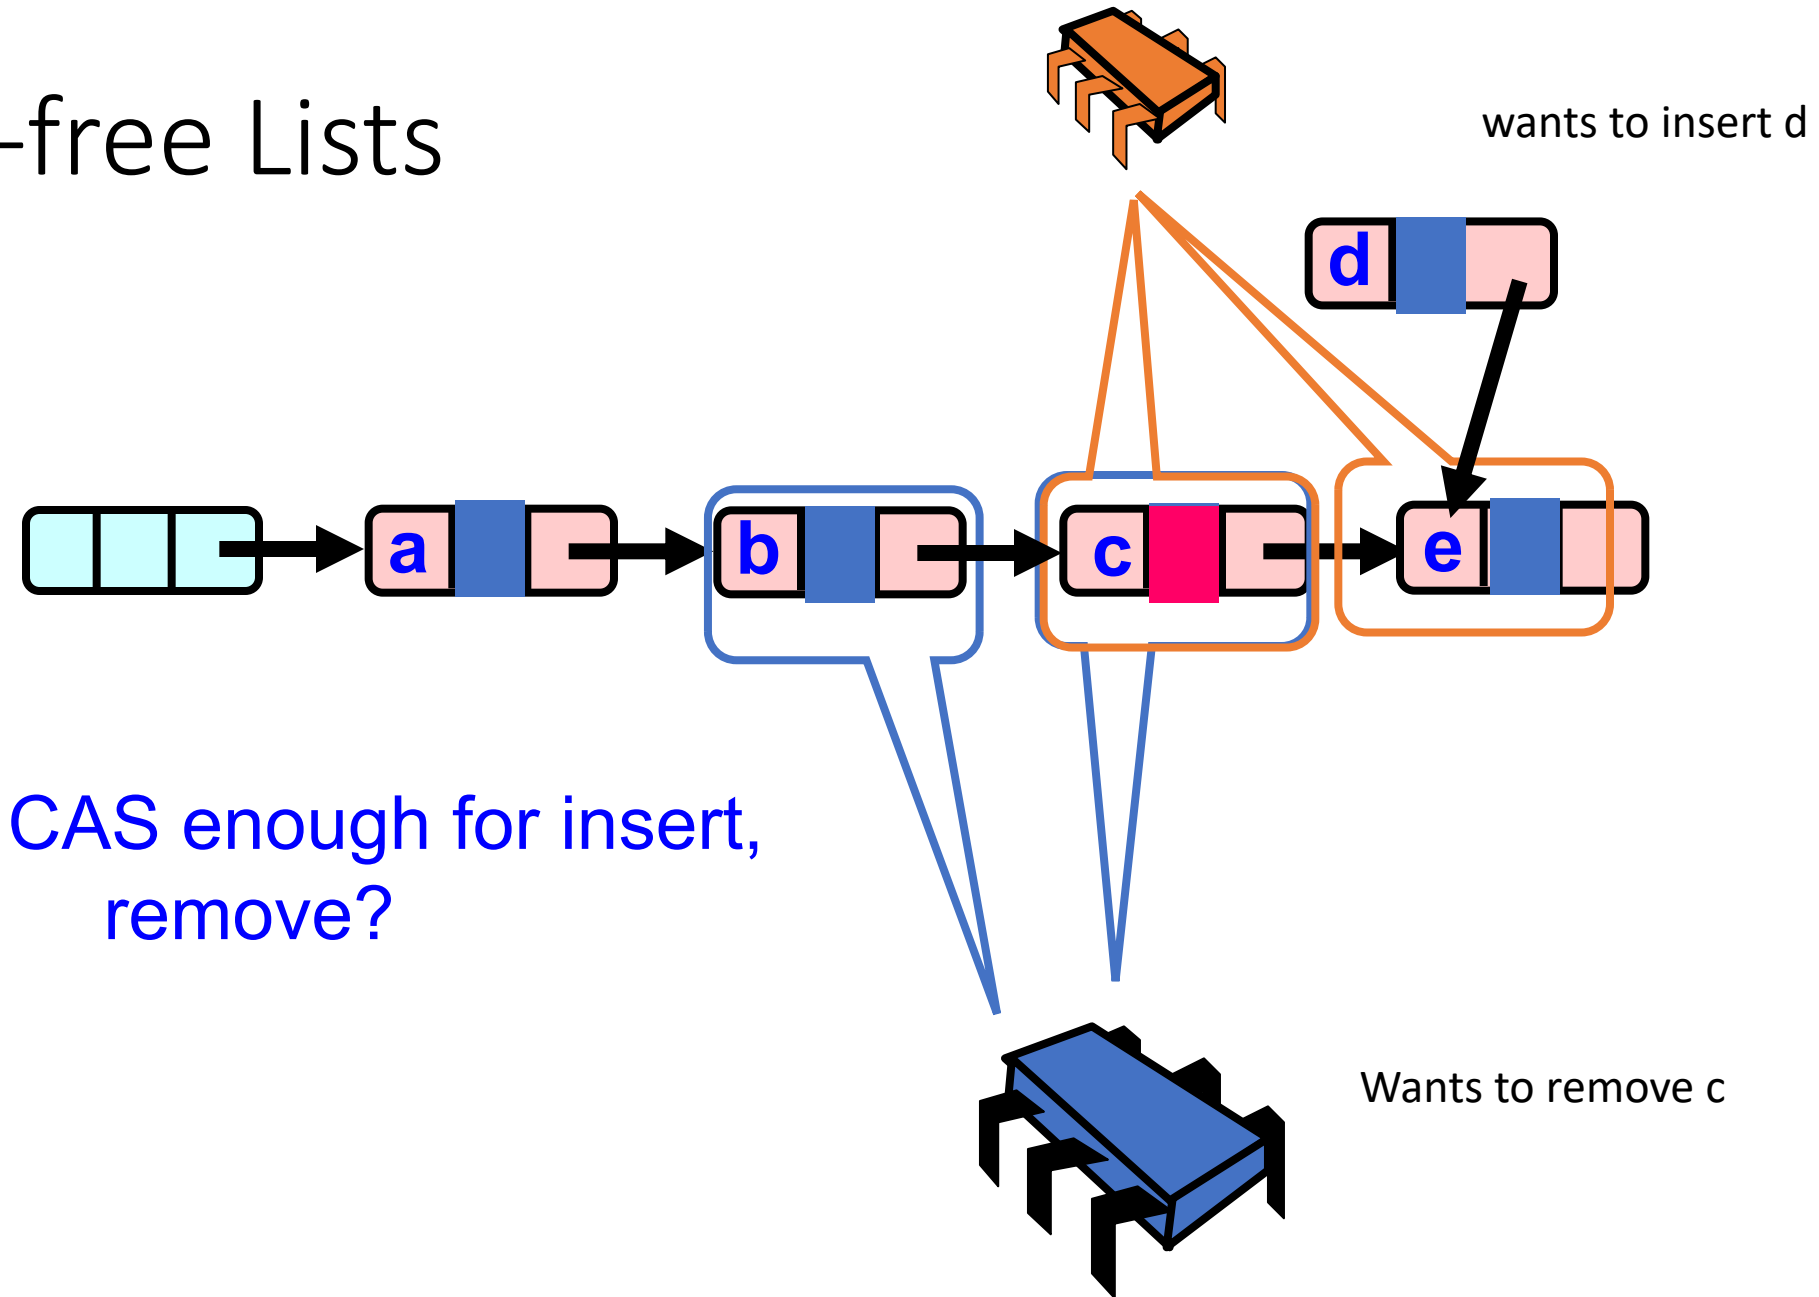 -free Lists
wants to insert d
d
a
b
c
e
CAS enough for insert,
remove?
Wants to remove c